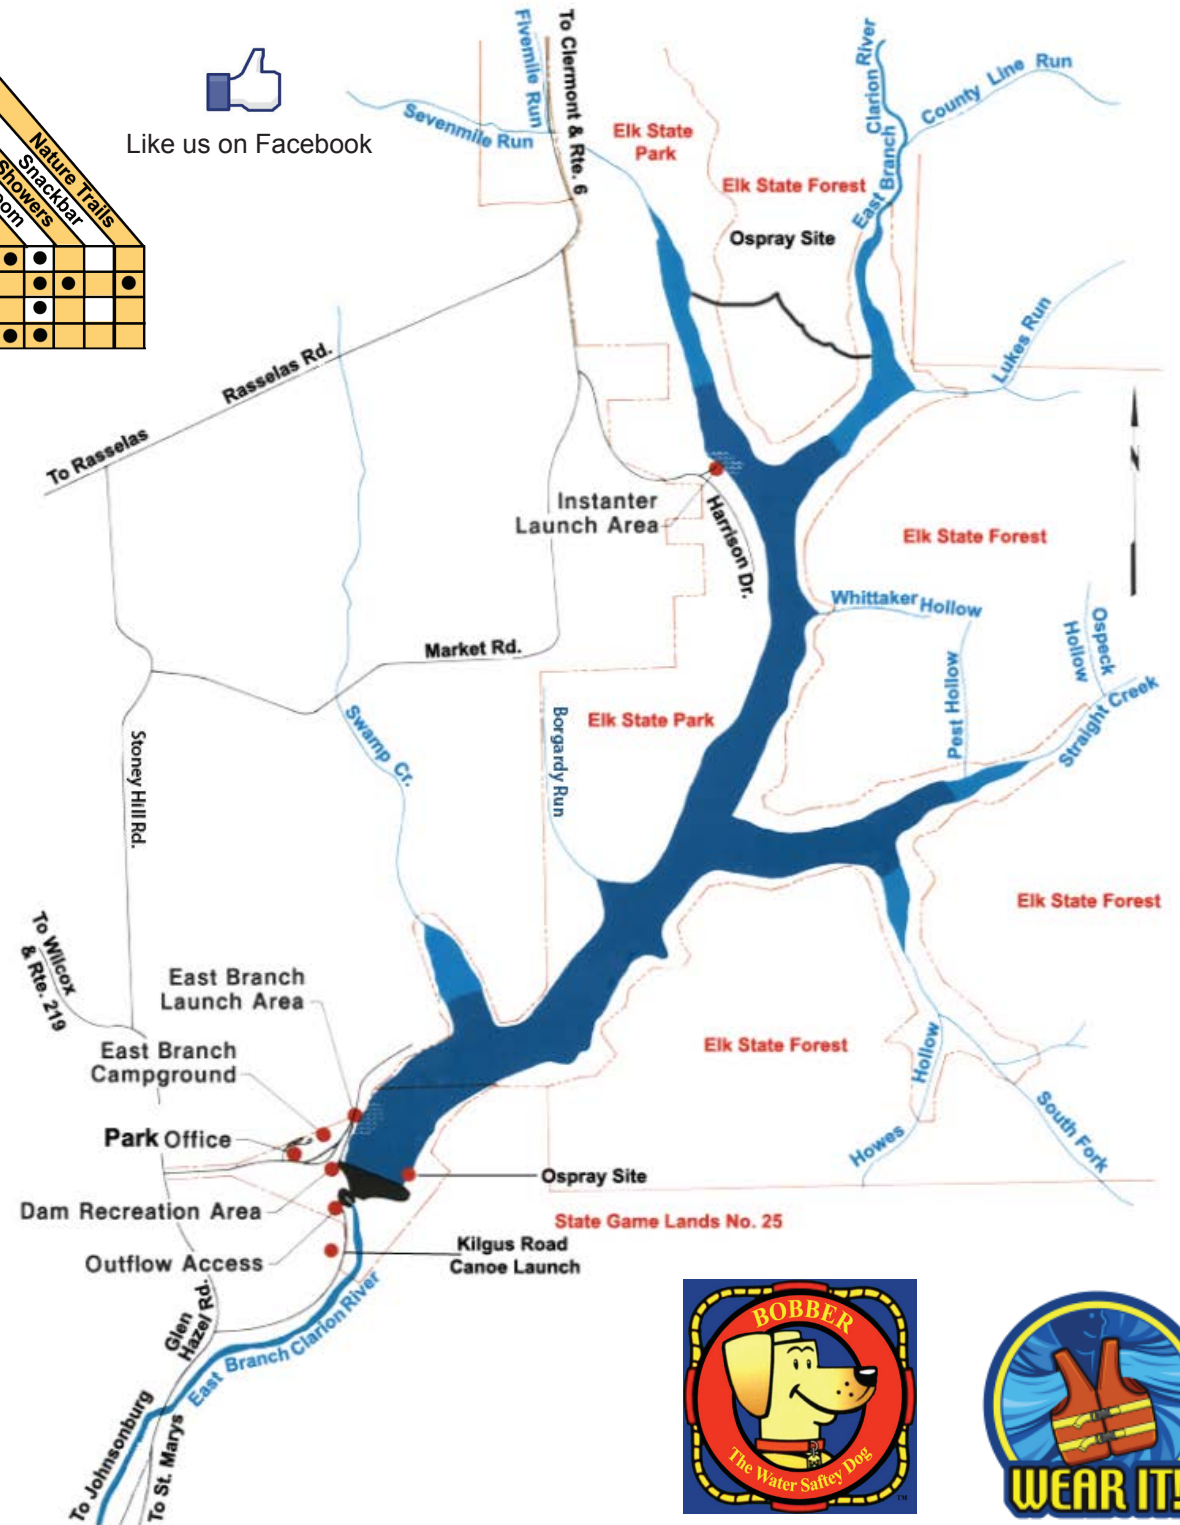 Nature Trails
Snackbar
Showers
Like us on Facebook
Fivemile Run
To Clermont & Rte. 6
Sevenmile Run
Elk State
Park
Elk State Forest
Ospray Site
East Branch Clarion River
County Line Run
Lukes Run
Rasselas Rd.
To Rasselas
N
Instanter
Launch Area
Harrison Dr.
Elk State Forest
Whittaker Hollow
Ospeck
Hollow
Pest Hollow
Straight Creek
Market Rd.
Elk State Park
Borgardy Run
Swamp Cr.
Stoney Hill Rd.
Elk State Forest
To Wilcox
& Rte. 219
East Branch
Launch Area
East Branch
Campground
Park Office
Elk State Forest
Hollow
Howes
South Fork
Ospray Site
Dam Recreation Area
State Game Lands No. 25
Outflow Access
Kilgus Road
Canoe Launch
Glen
Hazel Rd.
East Branch Clarion River
To Johnsonburg
To St. Marys
BOBBER
The Water Saftey Dog
TM
WEAR IT!